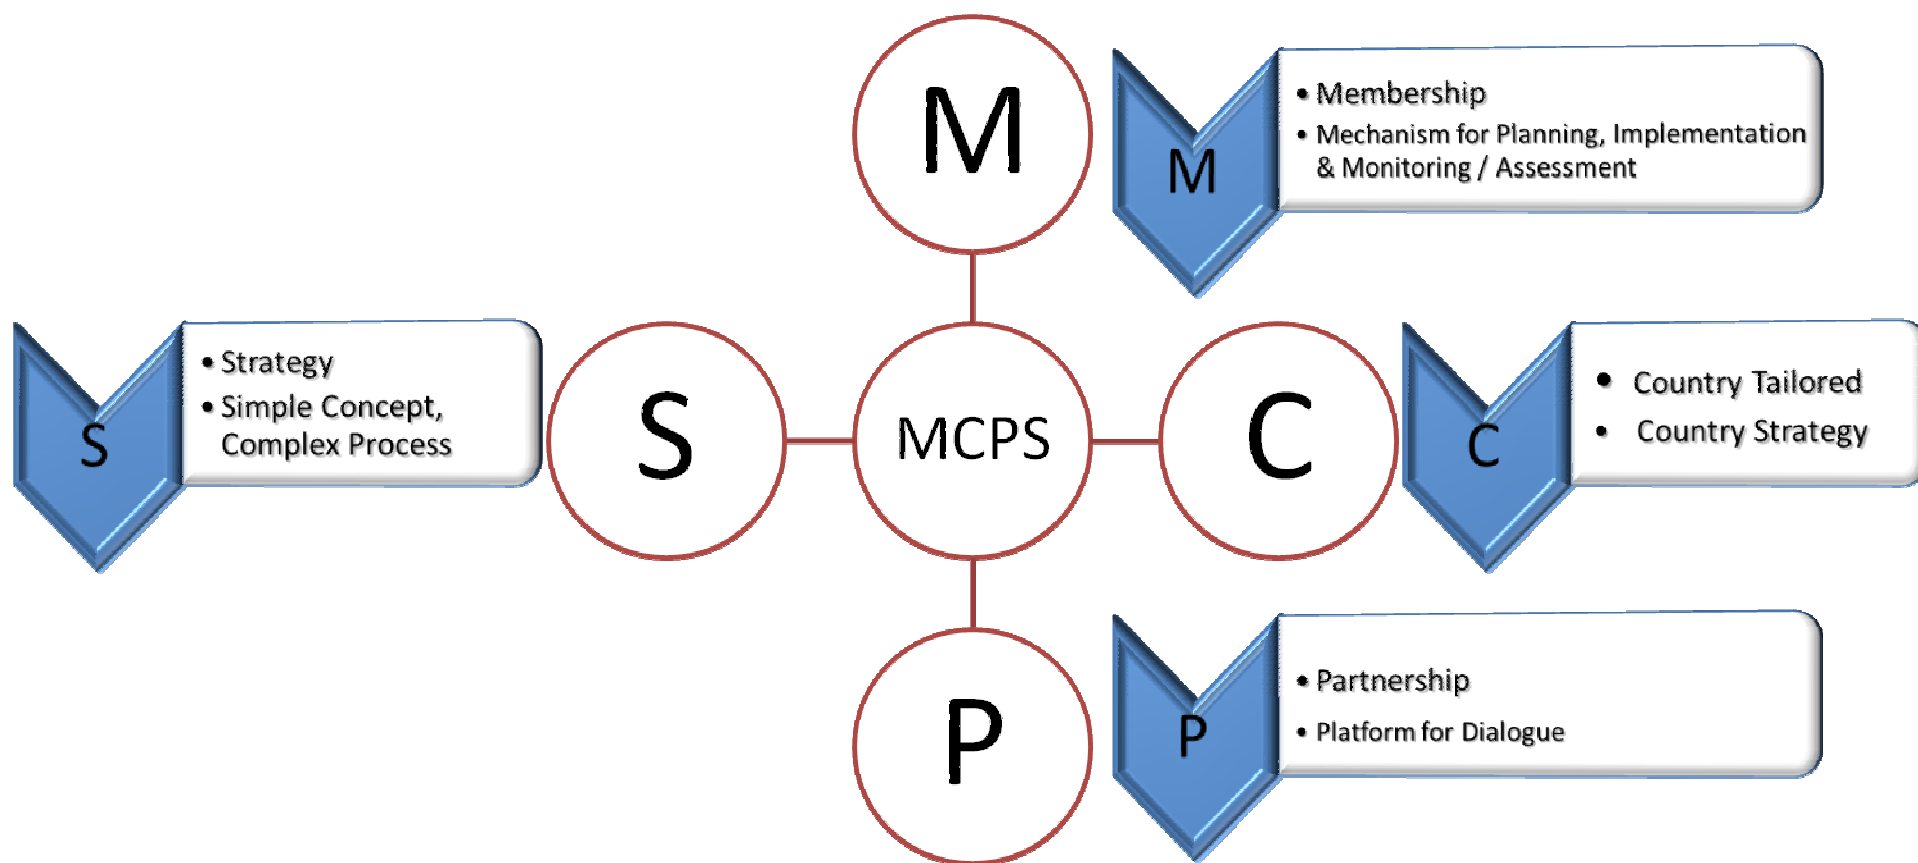 M
M
• Membership
• Mechanism for Planning, Implementation
& Monitoring / Assessment
S
• Strategy
• Simple Concept,
Complex Process
S
MCPS
C
C
• Country Tailored
• Country Strategy
P
P
• Partnership
• Platform for Dialogue